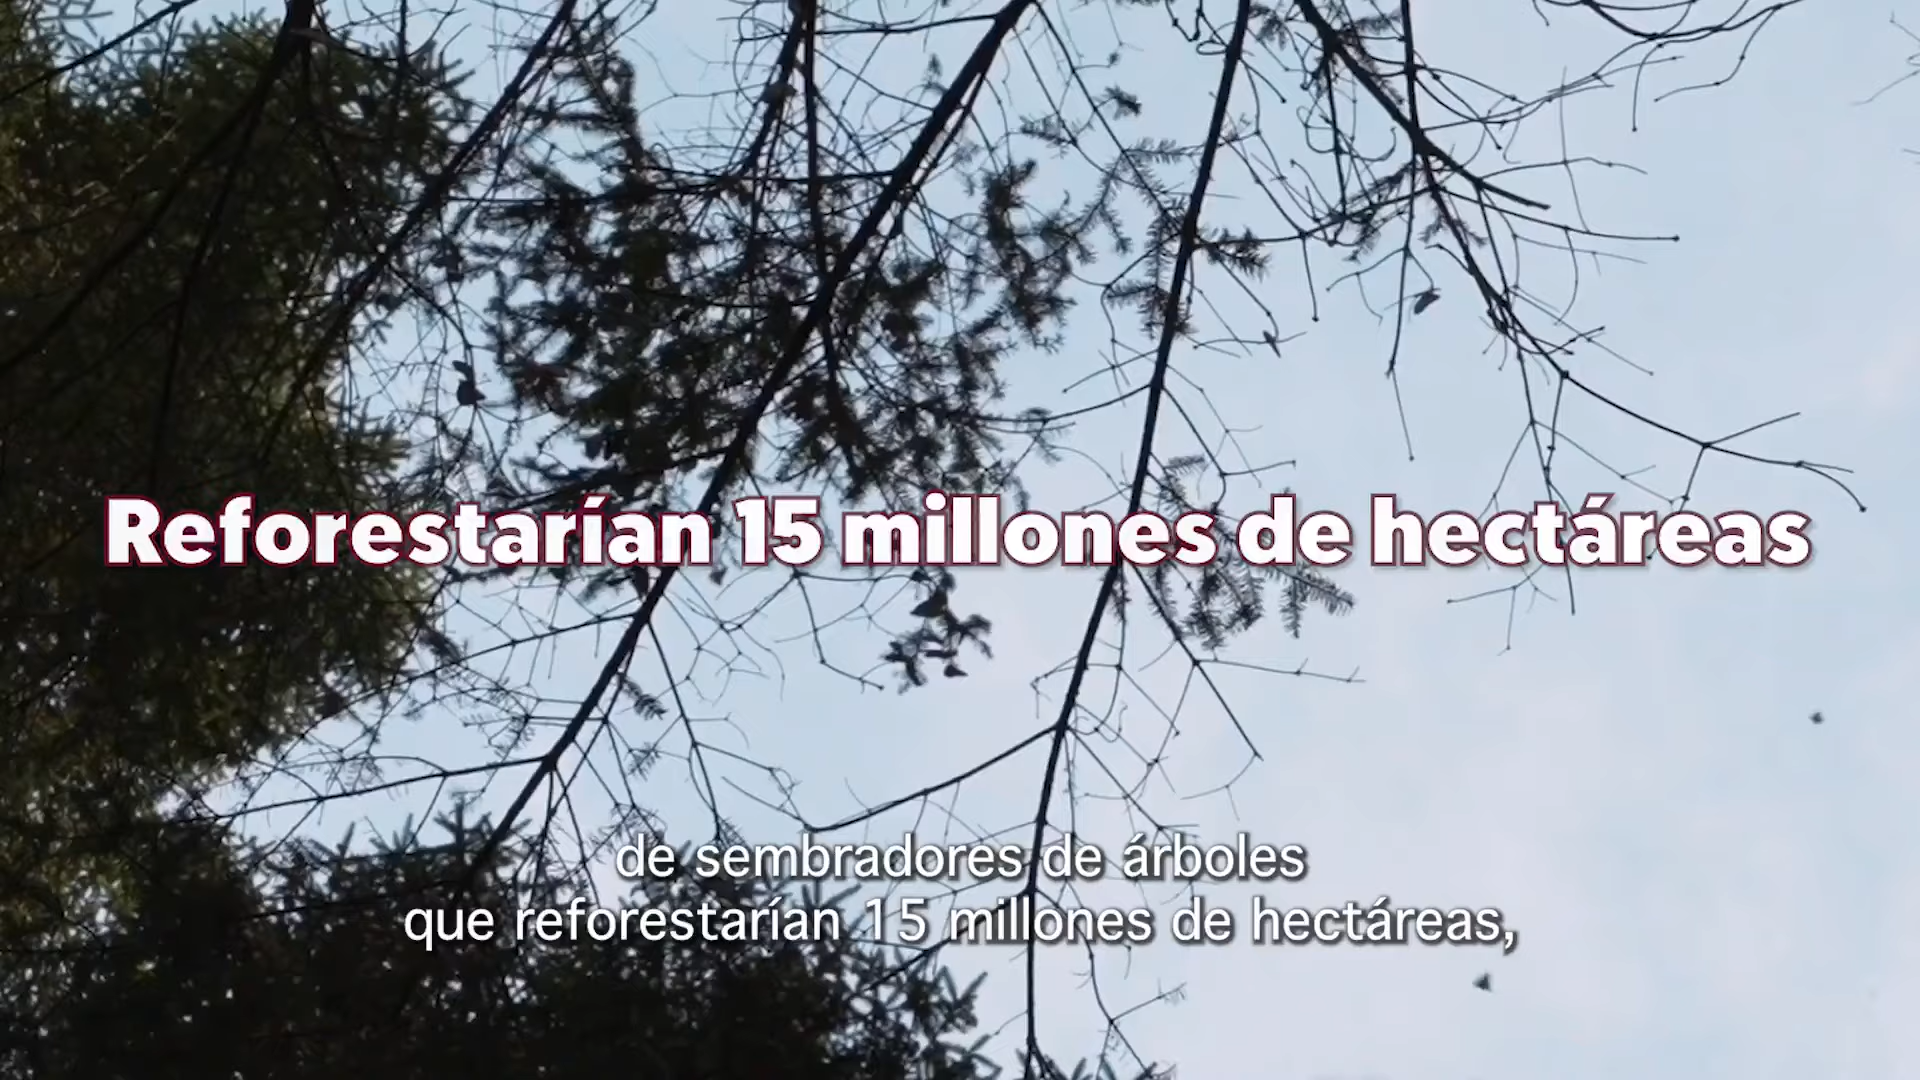 Reforestarían 15 millones de hectáreas
de sembradores de árboles
que reforestarían 15 millones de hectáreas,